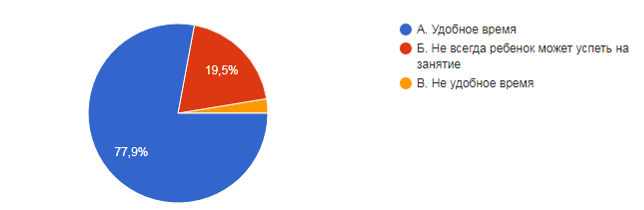 А. Удобное время
Б. Не всегда ребенок может успеть на
занятие
В. Не удобное время
19,5%
77,9%